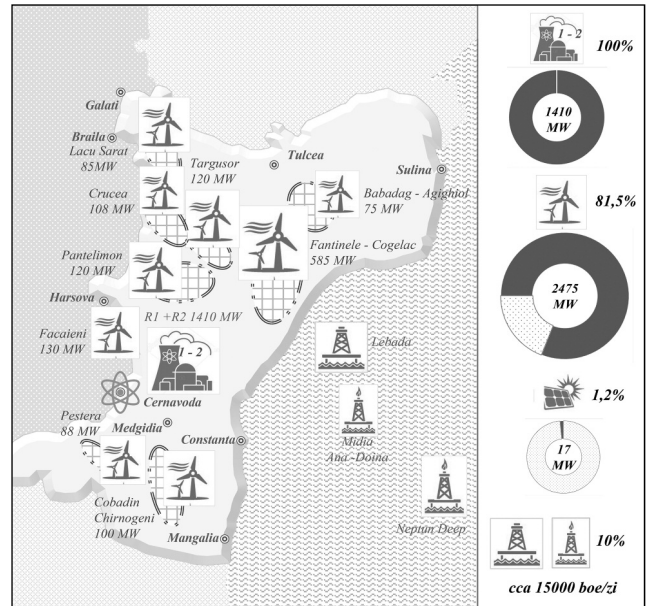 Galati
Braila
Lacu Sarat
85MW
Targusor
120 MW
Tulcea
Sulina
Crucea
108 MW
Babadag - Agighiol
75 MW
Fantinele - Cogelac
585 MW
Pantelimon
120 MW
Harsova
R1 +R2 1410 MW
Facaieni
130 MW
1 - 2
Cernavoda
Lebada
Pestera
88 MW
Medgidia
Constanta
Midia
Ana -Doina
Cobadin
Chirnogeni
100 MW
Mangalia
Neptun Deep
1 - 2
100%
1410
MW
81,5%
2475
MW
1,2%
17
MW
10%
cca 15000 boe/zi